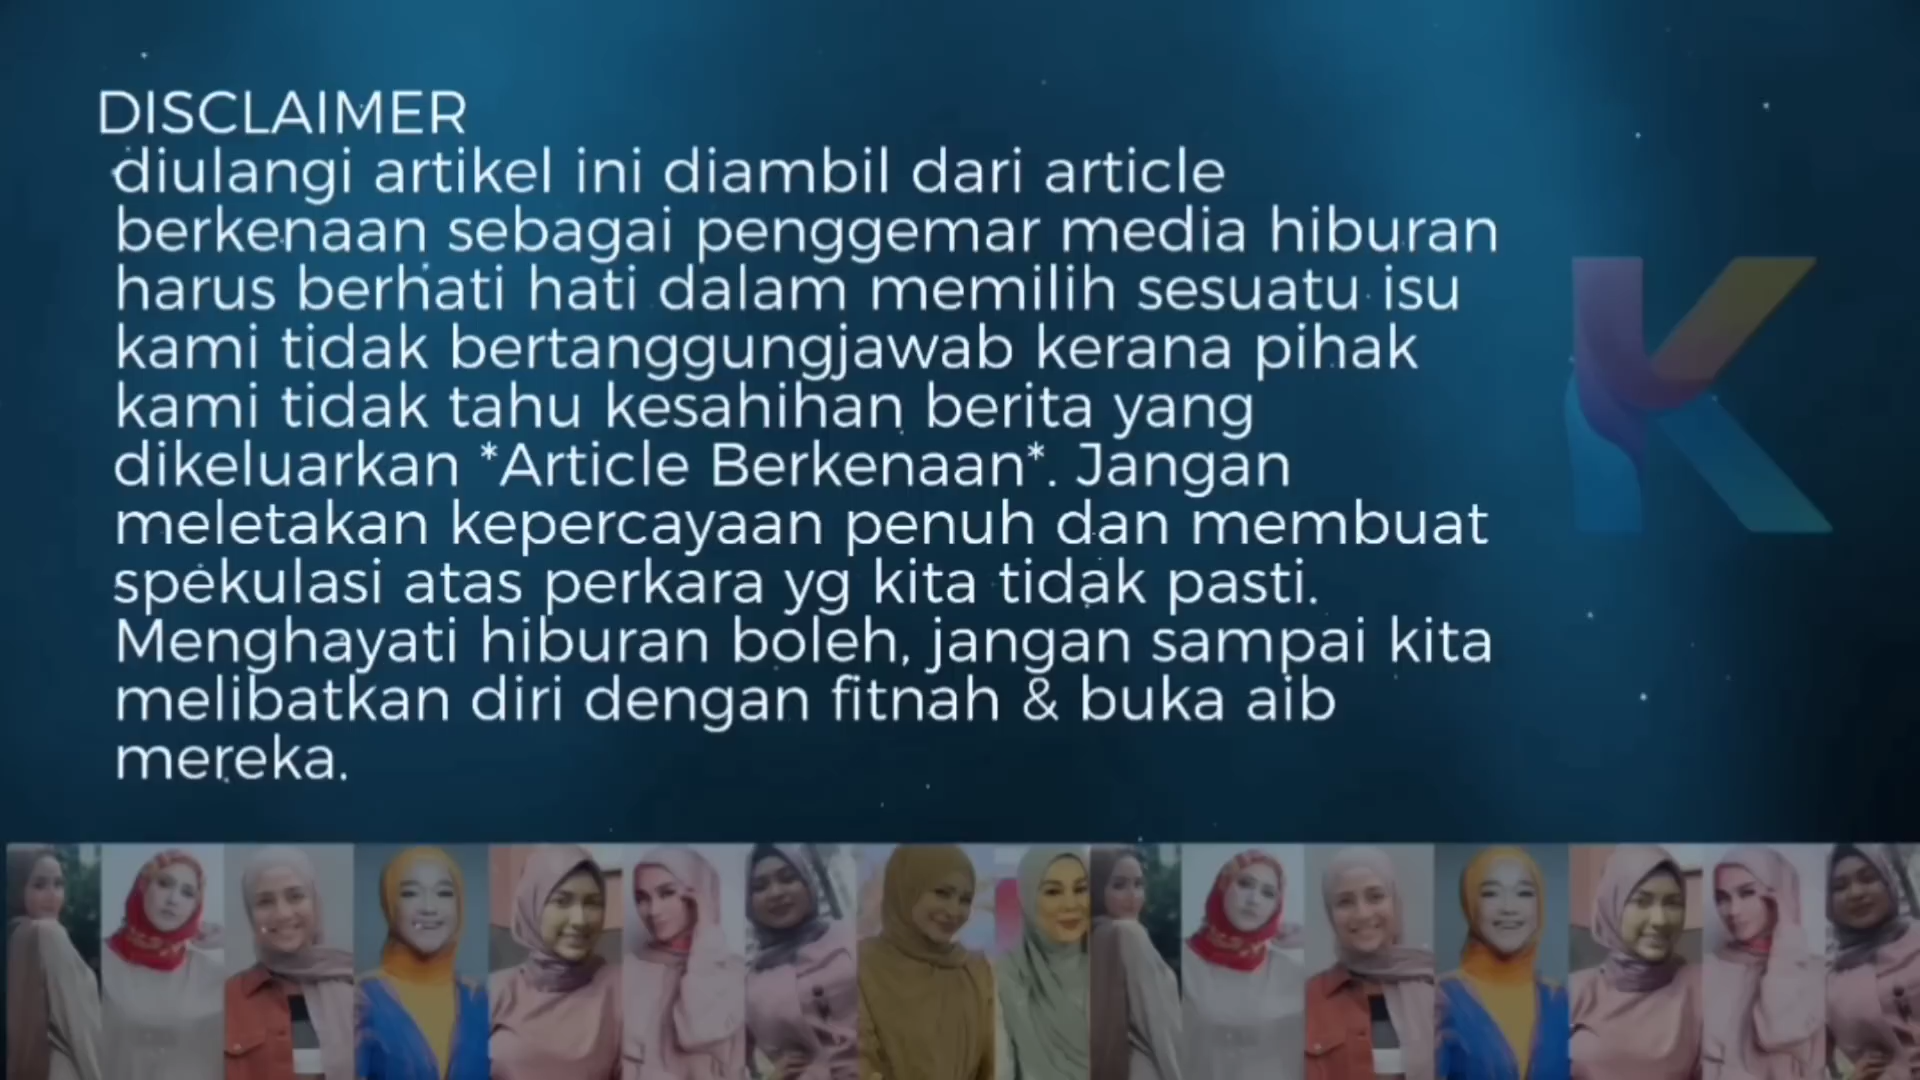 DISCLAIMER
diulangi artikel ini diambil dari article
berkenaan sebagai penggemar media hiburan
harus berhati hati dalam memilih sesuatu isu
kami tidak bertanggungjawab kerana pihak
kami tidak tahu kesahihan berita yang
dikeluarkan *Article Berkenaan*. Jangan
meletakan kepercayaan penuh dan membuat
spekulasi atas perkara yg kita tidak pasti.
Menghayati hiburan boleh, jangan sampai kita
melibatkan diri dengan fitnah & buka aib
mereka.
K